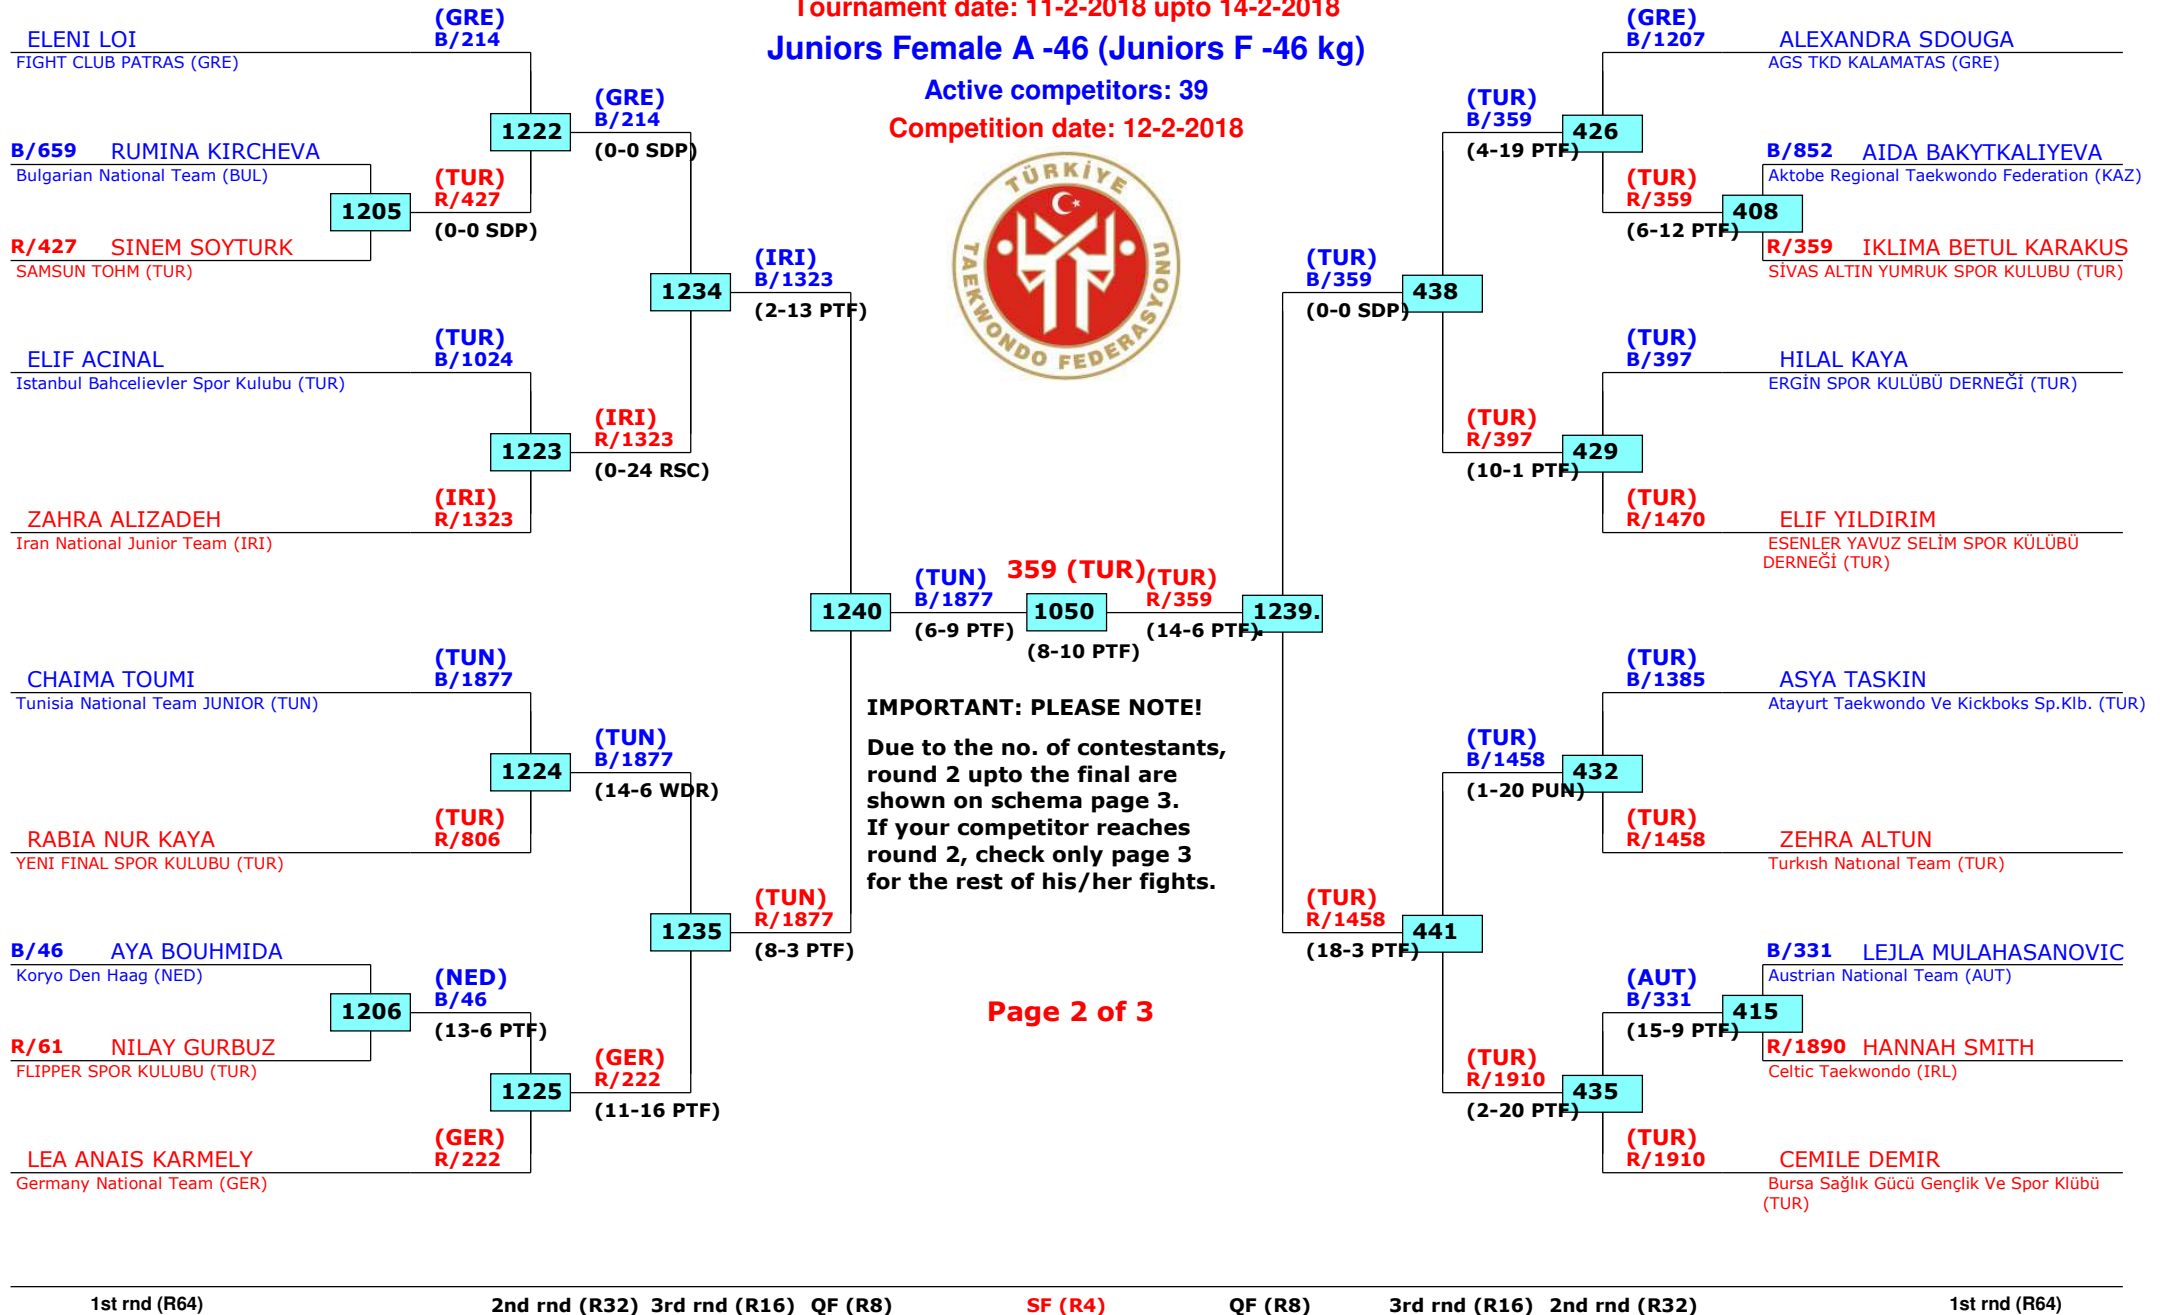 Tournament date: 11-2-2018 upto 14-2-2018
Juniors Female A -46 (Juniors F -46 kg)
Active competitors: 39
Competition date: 12-2-2018
TÜRKİYE
TAEKWONDO FEDERASYONU
ELENI LOI
FIGHT CLUB PATRAS (GRE)
(GRE)
B/214
B/659 RUMINA KIRCHEVA
Bulgarian National Team (BUL)
1205
R/427 SINEM SOYTURK
SAMSUN TOHM (TUR)
(TUR)
R/427
(0-0 SDP)
1222
(GRE)
B/214
(0-0 SDP)
ELIF ACINAL
Istanbul Bahcelievler Spor Kulubu (TUR)
(TUR)
B/1024
1223
ZAHRA ALIZADEH
Iran National Junior Team (IRI)
(IRI)
R/1323
(IRI)
R/1323
(0-24 RSC)
1234
(IRI)
B/1323
(2-13 PTF)
CHAIMA TOUMI
Tunisia National Team JUNIOR (TUN)
(TUN)
B/1877
1224
RABIA NUR KAYA
YENI FINAL SPOR KULUBU (TUR)
(TUR)
R/806
(TUN)
B/1877
(14-6 WDR)
B/46 AYA BOUHMIDA
Koryo Den Haag (NED)
1206
R/61 NILAY GURBUZ
FLIPPER SPOR KULUBU (TUR)
(NED)
B/46
(13-6 PTF)
1225
LEA ANAIS KARMELY
Germany National Team (GER)
(GER)
R/222
(GER)
R/222
(11-16 PTF)
1235
(TUN)
R/1877
(8-3 PTF)
1240
(TUN)
B/1877
(6-9 PTF)
359 (TUR)
1050
(8-10 PTF)
(TUR)
R/359
(14-6 PTF).
1239.
IMPORTANT: PLEASE NOTE!
Due to the no. of contestants,
round 2 upto the final are
shown on schema page 3.
If your competitor reaches
round 2, check only page 3
for the rest of his/her fights.
Page 2 of 3
(GRE)
B/1207
ALEXANDRA SDOUGA
AGS TKD KALAMATAS (GRE)
(TUR)
B/359
(4-19 PTF)
426
B/852 AIDA BAKYTKALIYEVA
Aktobe Regional Taekwondo Federation (KAZ)
(TUR)
R/359
(6-12 PTF)
408
R/359 IKLIMA BETUL KARAKUS
SİVAS ALTIN YUMRUK SPOR KULUBU (TUR)
(TUR)
B/359
(0-0 SDP)
438
(TUR)
B/397
HILAL KAYA
ERGİN SPOR KULÜBÜ DERNEĞİ (TUR)
(TUR)
R/397
(10-1 PTF)
429
(TUR)
R/1470
ELIF YILDIRIM
ESENLER YAVUZ SELİM SPOR KÜLÜBÜ
DERNEĞİ (TUR)
(TUR)
B/1385
ASYA TASKIN
Atayurt Taekwondo Ve Kickboks Sp.Klb. (TUR)
(TUR)
B/1458
(1-20 PUN)
432
(TUR)
R/1458
ZEHRA ALTUN
Turkısh Natıonal Team (TUR)
(TUR)
R/1458
(18-3 PTF)
441
B/331 LEJLA MULAHASANOVIC
Austrian National Team (AUT)
(AUT)
B/331
(15-9 PTF)
415
R/1890 HANNAH SMITH
Celtic Taekwondo (IRL)
(TUR)
R/1910
(2-20 PTF)
435
(TUR)
R/1910
CEMILE DEMIR
Bursa Sağlık Gücü Gençlik Ve Spor Klübü
(TUR)
1st rnd (R64) 2nd rnd (R32) 3rd rnd (R16) QF (R8) SF (R4) QF (R8) 3rd rnd (R16) 2nd rnd (R32) 1st rnd (R64)